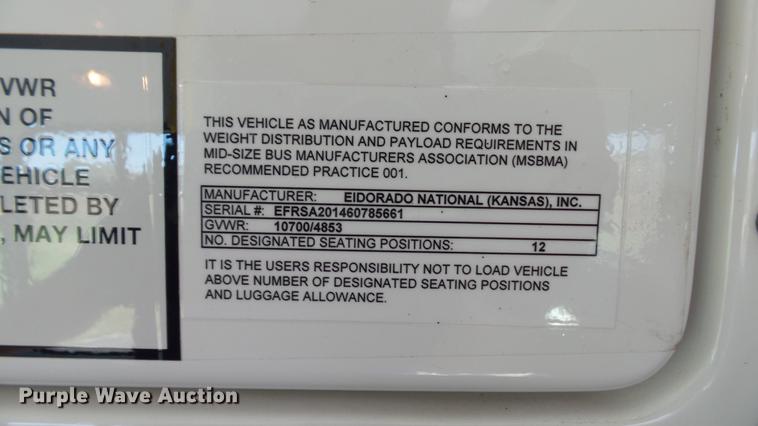 VWR
N OF
S OR ANY
EHICLE
LETED BY
, MAY LIMIT
THIS VEHICLE AS MANUFACTURED CONFORMS TO THE
WEIGHT DISTRIBUTION AND PAYLOAD REQUIREMENTS IN
MID-SIZE BUS MANUFACTURERS ASSOCIATION (MSBMA)
RECOMMENDED PRACTICE 001.
MANUFACTURER: EIDORADO NATIONAL (KANSAS), INC.
SERIAL #: EFRSA201460785661
GVWR: 10700/4853
NO. DESIGNATED SEATING POSITIONS: 12
IT IS THE USERS RESPONSIBILITY NOT TO LOAD VEHICLE
ABOVE NUMBER OF DESIGNATED SEATING POSITIONS
AND LUGGAGE ALLOWANCE.
Purple Wave Auction